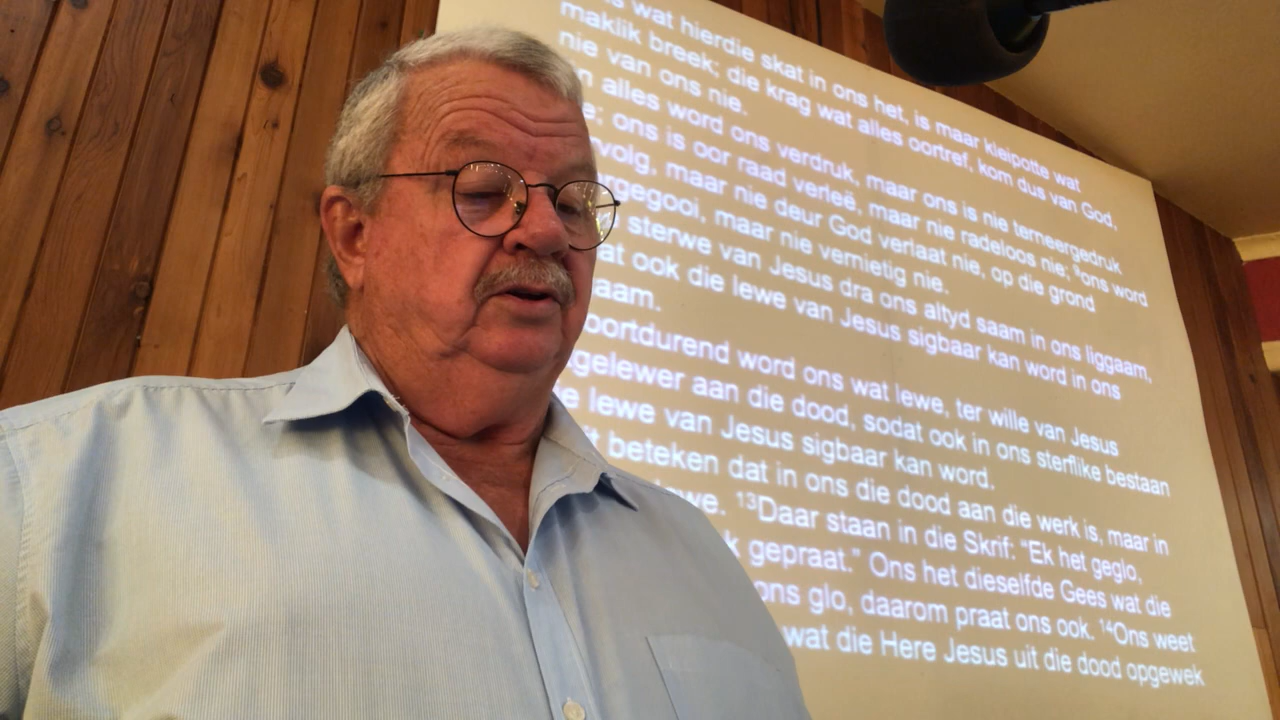 wat hierdie skat in ons het, is maar kleipotte wat
maklik breek; die krag wat alles oortref, kom dus van God,
nie van ons nie.
alles word ons verdruk, maar ons is nie terneergedruk
ons is oor raad verleë, maar nie radeloos nie; ⁹ons word
volg, maar nie deur God verlaat nie, op die grond
gegooi, maar nie vernietig nie.
sterwe van Jesus dra ons altyd saam in ons liggaam,
at ook die lewe van Jesus sigbaar kan word in ons
aam.
oortdurend word ons wat lewe, ter wille van Jesus
gelewer aan die dood, sodat ook in ons sterflike bestaan
ie lewe van Jesus sigbaar kan word.
beteken dat in ons die dood aan die werk is, maar in
we. ¹³Daar staan in die Skrif: “Ek het geglo,
k gepraat.” Ons het dieselfde Gees wat die
ons glo, daarom praat ons ook. ¹⁴Ons weet
wat die Here Jesus uit die dood opgewek